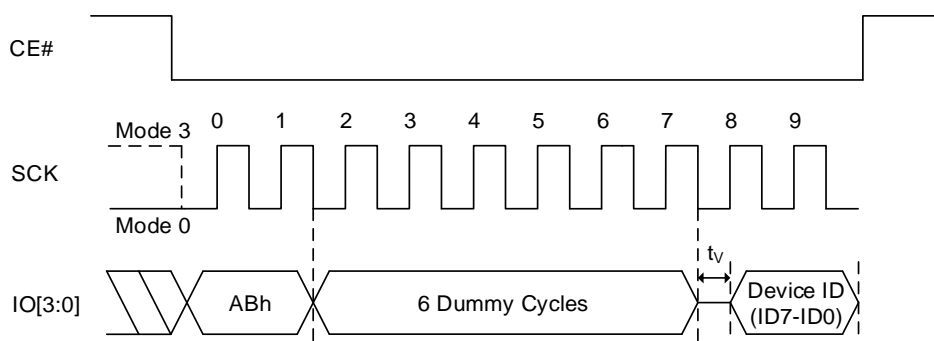 CE#
0 1 2 3 4 5 6 7 8 9
Mode 3
SCK
Mode 0
tV
IO[3:0]
ABh
6 Dummy Cycles
Device ID
(ID7-ID0)